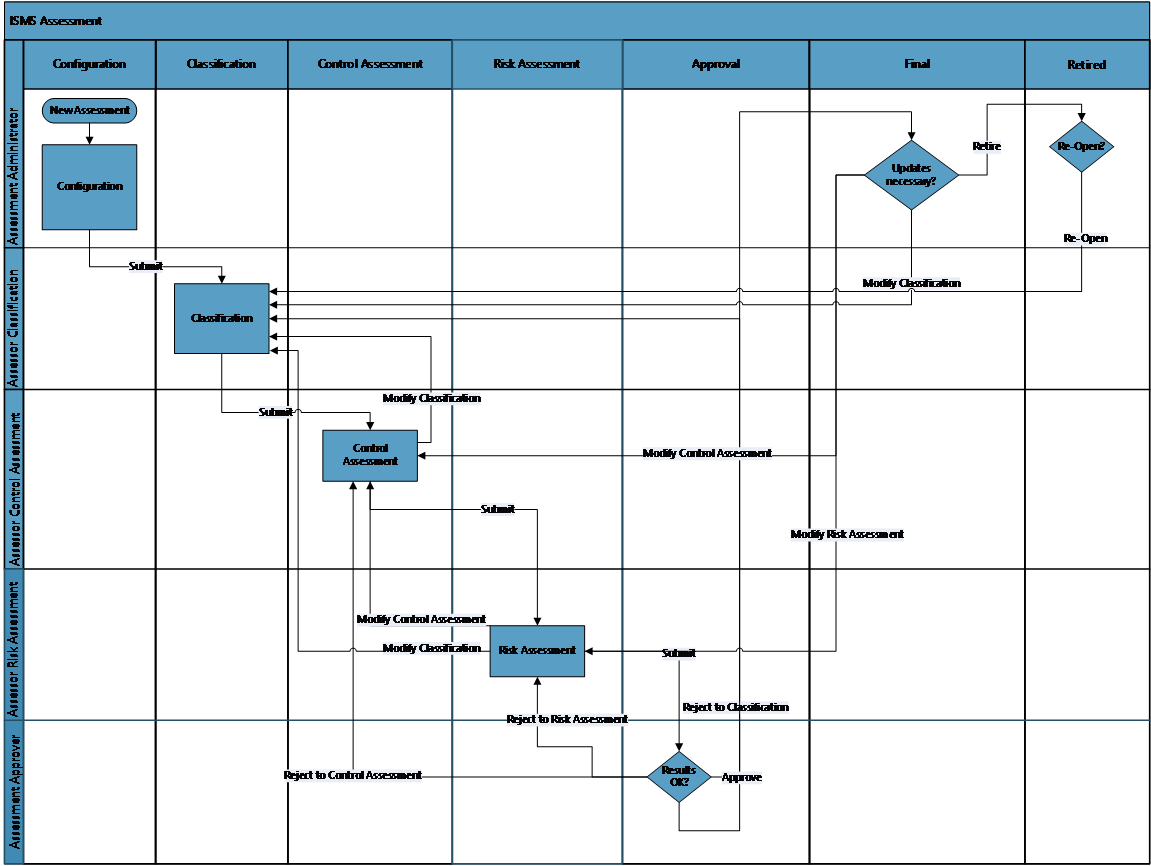 ISMS Assessment
Configuration
Classification
Control Assessment
Risk Assessment
Approval
Final
Retired
Assessment Administrator
New Assessment
Configuration
Updates
necessary?
Retire
Re-Open?
Re-Open
Submit
Assessor Classification
Modify Classification
Classification
Modify Classification
Submit
Assessor Control Assessment
Control
Assessment
Modify Control Assessment
Submit
Modify Risk Assessment
Assessor Risk Assessment
Modify Control Assessment
Modify Classification
Risk Assessment
Submit
Reject to Classification
Reject to Risk Assessment
Assessment Approver
Reject to Control Assessment
Results
OK?
Approve